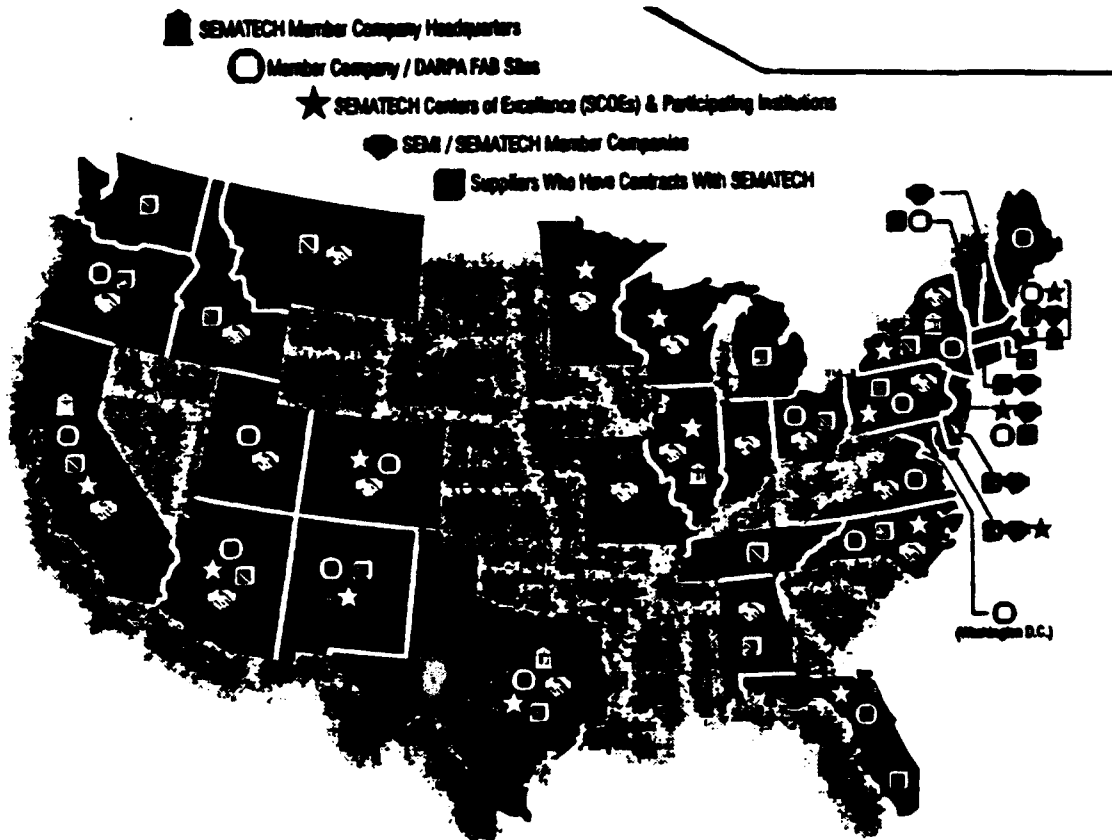 SEMATECH Member Company Headquarters
Member Company / DARPA FAB Sites
SEMATECH Centers of Excellence (SCOEs) & Participating Institutions
SEMI / SEMATECH Member Companies
Suppliers Who Have Contracts With SEMATECH
(Washington D.C.)